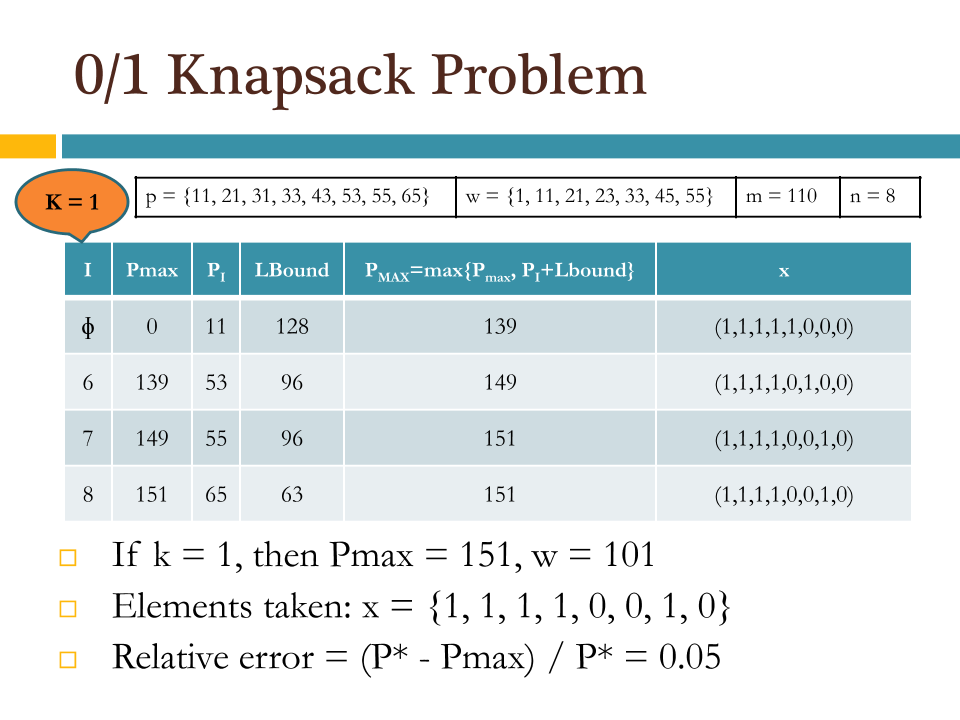 0/1 Knapsack Problem
K = 1
p = {11, 21, 31, 33, 43, 53, 55, 65} w = {1, 11, 21, 23, 33, 45, 55} m = 110 n = 8
I Pmax P_I LBound P_MAX=max{P_max, P_I+Lbound} x
ϕ 0 11 128 139 (1,1,1,1,1,0,0,0)
6 139 53 96 149 (1,1,1,1,0,1,0,0)
7 149 55 96 151 (1,1,1,1,0,0,1,0)
8 151 65 63 151 (1,1,1,1,0,0,1,0)
If k = 1, then Pmax = 151, w = 101
Elements taken: x = {1, 1, 1, 1, 0, 0, 1, 0}
Relative error = (P* - Pmax) / P* = 0.05